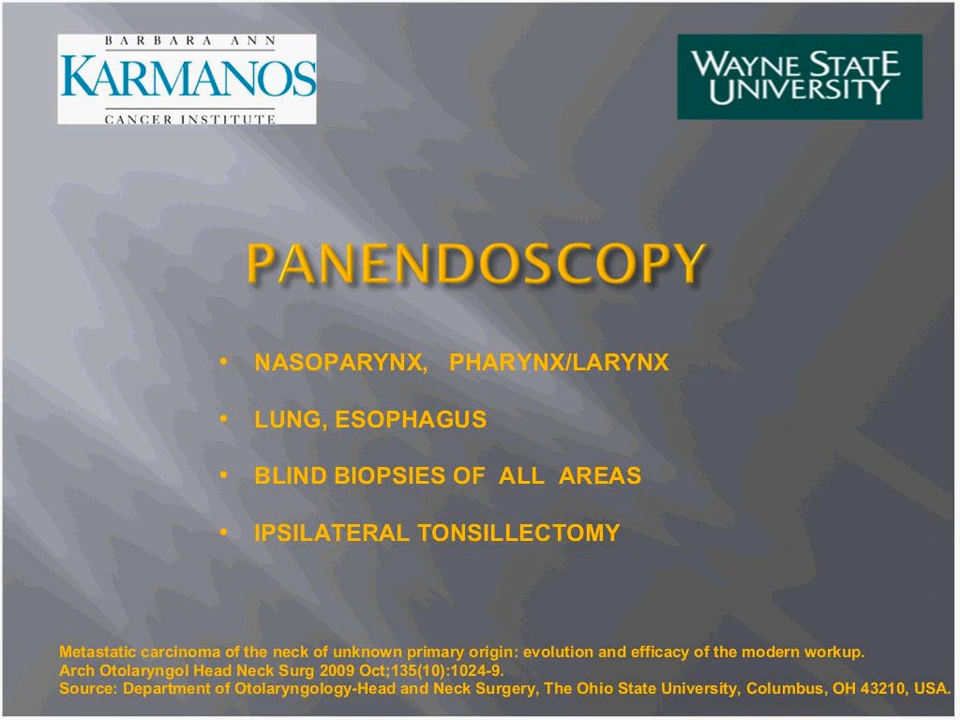 BARBARA ANN
KARMANOS
CANCER INSTITUTE
WAYNE STATE
UNIVERSITY
PANENDOSCOPY
• NASOPARYNX, PHARYNX/LARYNX
• LUNG, ESOPHAGUS
• BLIND BIOPSIES OF ALL AREAS
• IPSILATERAL TONSILLECTOMY
Metastatic carcinoma of the neck of unknown primary origin: evolution and efficacy of the modern workup.
Arch Otolaryngol Head Neck Surg 2009 Oct;135(10):1024-9.
Source: Department of Otolaryngology-Head and Neck Surgery, The Ohio State University, Columbus, OH 43210, USA.